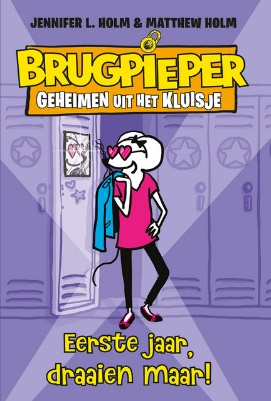 JENNIFER L. HOLM & MATTHEW HOLM
BRUGPIEPER
GEHEIMEN UIT HET KLUISJE
Eerste jaar,
draaien maar!